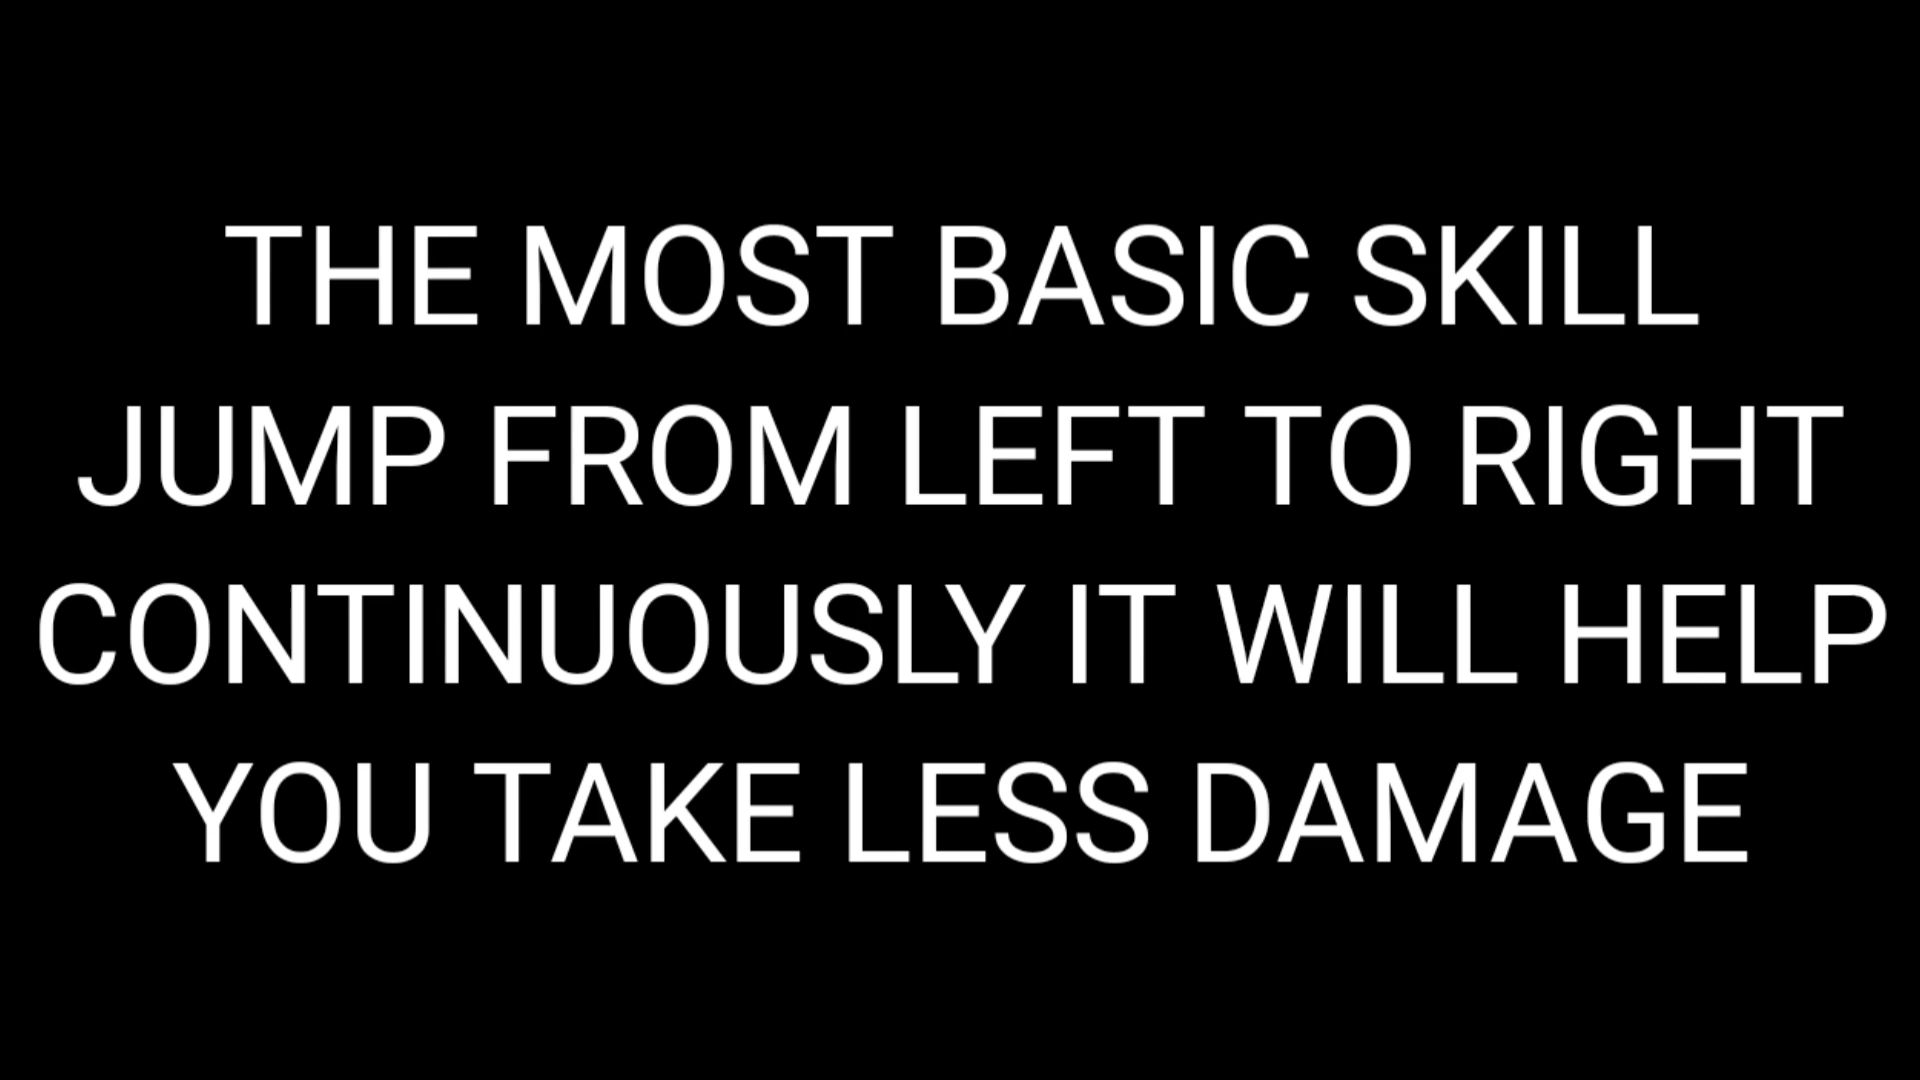 THE MOST BASIC SKILL
JUMP FROM LEFT TO RIGHT
CONTINUOUSLY IT WILL HELP
YOU TAKE LESS DAMAGE